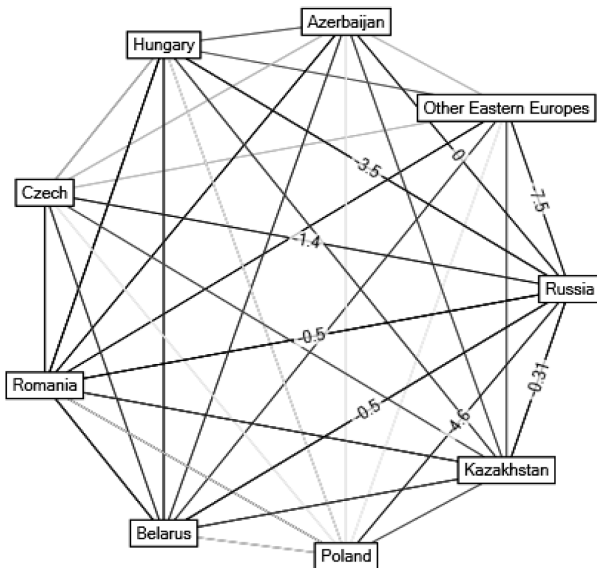 Azerbaijan
Hungary
Other Eastern Europes
-3.5
0
-7.5
Czech
-1.4
Russia
-0.5
-0.31
Romania
-0.5
-4.6
Kazakhstan
Belarus
Poland